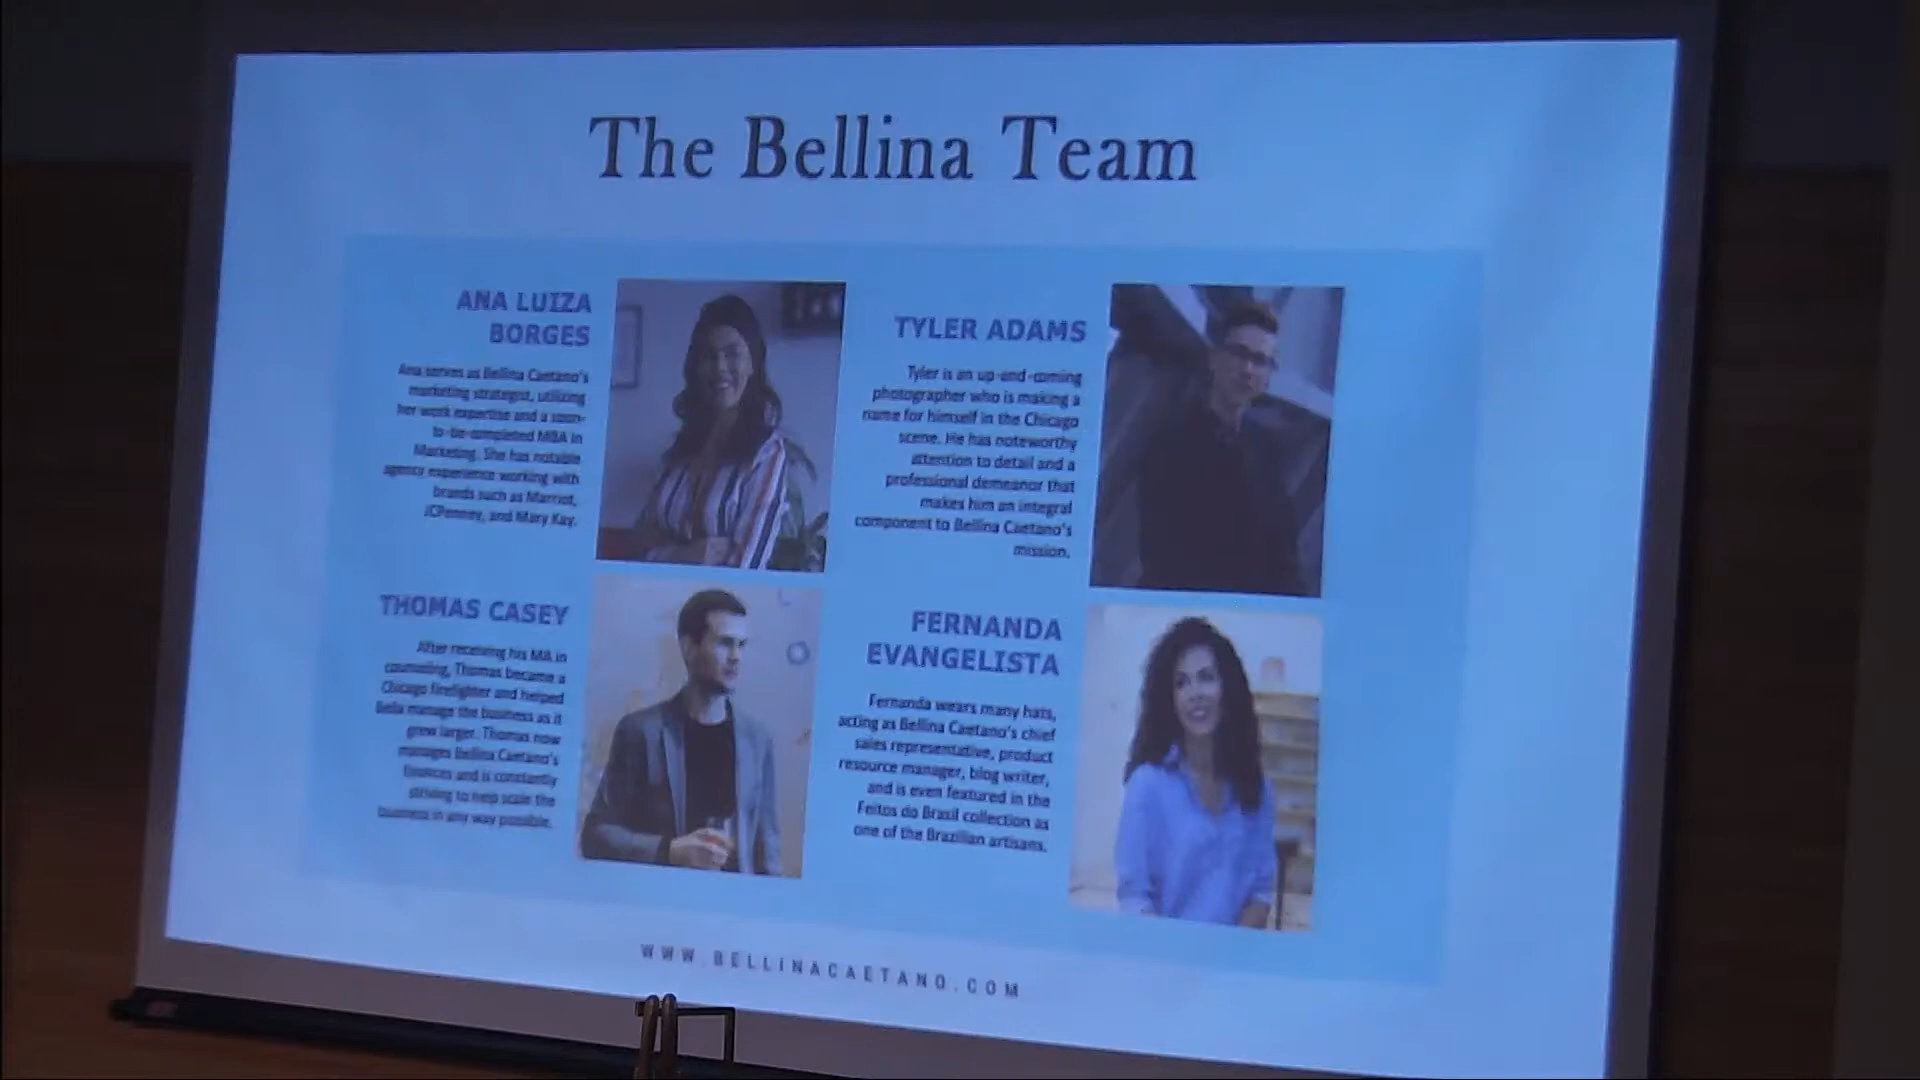 The Bellina Team
ANA LUIZA
BORGES
Ana serves as Bellina Caetano's
marketing strategist, utilizing
her work expertise and a soon-
to-be-completed MBA in
Marketing. She has notable
agency experience working with
brands such as Marriot,
JCPenney, and Mary Kay.
TYLER ADAMS
Tyler is an up-and-coming
photographer who is making a
name for himself in the Chicago
scene. He has noteworthy
attention to detail and a
professional demeanor that
makes him an integral
component to Bellina Caetano's
mission.
THOMAS CASEY
After receiving his MA in
counseling, Thomas became a
Chicago firefighter and helped
Bella manage the business as it
grew larger. Thomas now
manages Bellina Caetano's
finances and is constantly
striving to help scale the
business in any way possible.
FERNANDA
EVANGELISTA
Fernanda wears many hats,
acting as Bellina Caetano's chief
sales representative, product
resource manager, blog writer,
and is even featured in the
Feitos do Brasil collection as
one of the Brazilian artisans.
WWW.BELLINACAETANO.COM